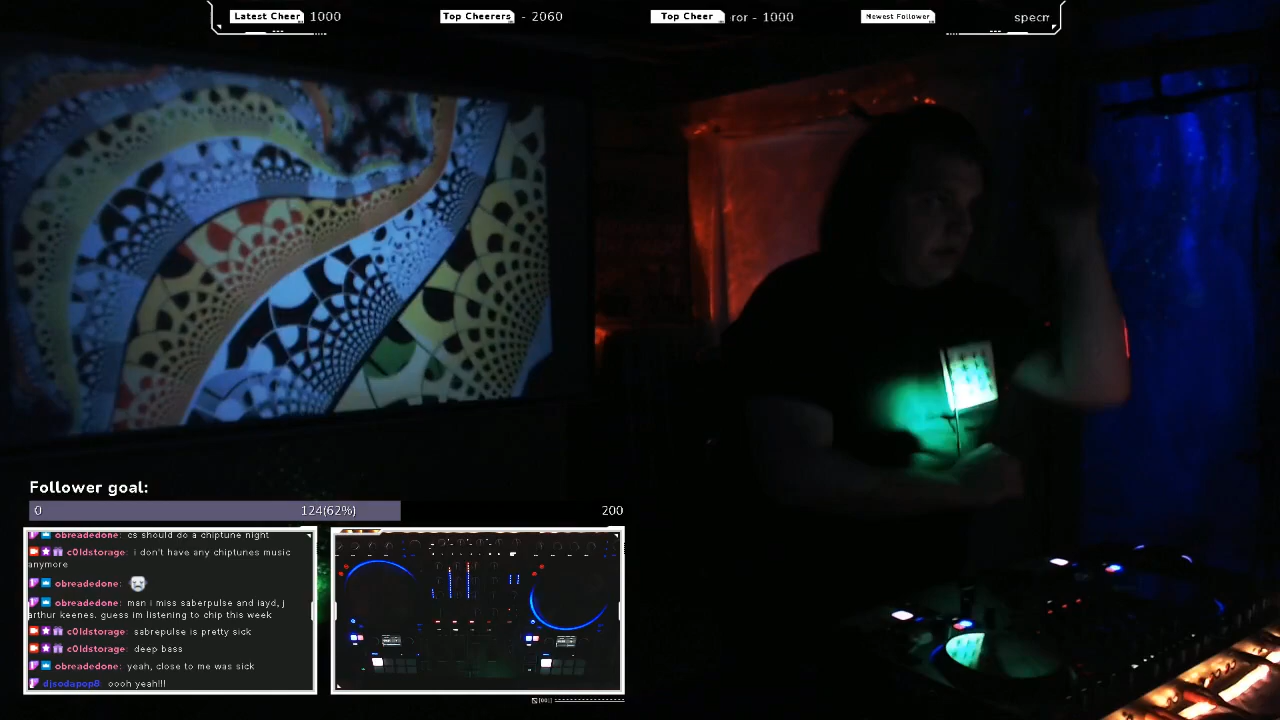 Latest Cheer 1000
Top Cheerers - 2060
Top Cheer ror - 1000
Newest Follower specm
Follower goal:
0 124(62%) 200
obreadedone: cs should do a chiptune night
c0ldstorage: i don't have any chiptunes music
anymore
obreadedone:
obreadedone: man i miss saberpulse and iayd, j
arthur keenes. guess im listening to chip this week
c0ldstorage: sabrepulse is pretty sick
c0ldstorage: deep bass
obreadedone: yeah, close to me was sick
djsodapop8: oooh yeah!!!